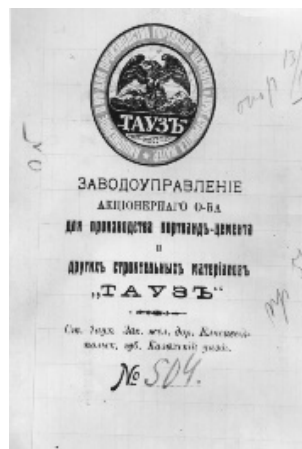 ТАУЗЪ
ЗАВОДОУПРАВЛЕНІЕ
АКЦІОНЕРНАГО О-ВА
для производства портландъ-цемента
и
другихъ строительныхъ матеріаловъ
„ТАУЗЪ“
Ст. Таузъ, Зак. жел. дор. Елисавет-
польск. губ. Казахскій уѣздъ.
№ 504.